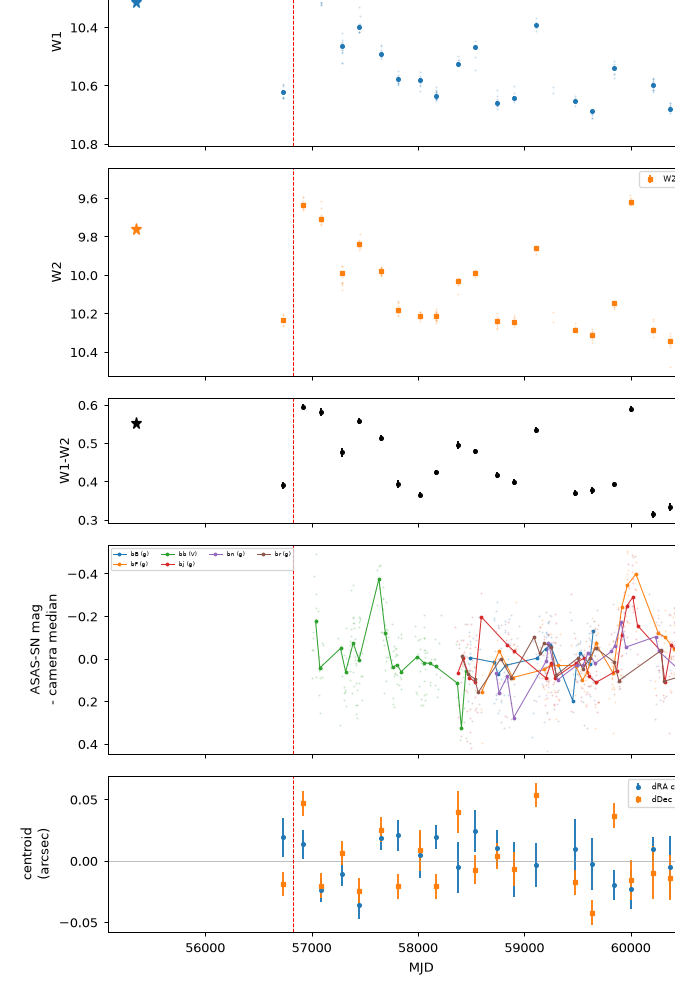 W1
10.4
10.6
10.8
W2
9.6
9.8
10.0
10.2
10.4
W2
W1-W2
0.6
0.5
0.4
0.3
ASAS-SN mag
- camera median
−0.4
−0.2
0.0
0.2
0.4
bB (g)
bb (V)
bn (g)
br (g)
bF (g)
bj (g)
centroid
(arcsec)
0.05
0.00
−0.05
dRA c
dDec
56000
57000
58000
59000
60000
MJD